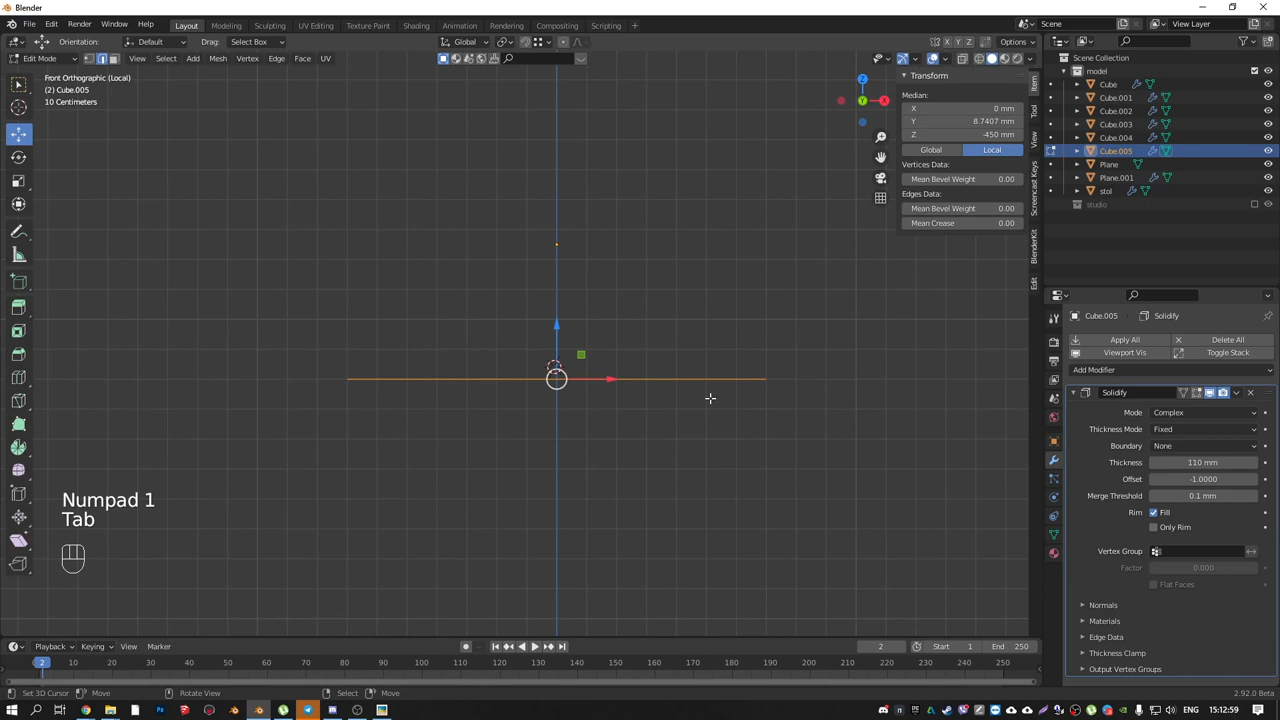 Blender
File Edit Render Window Help Layout Modeling Sculpting UV Editing Texture Paint Shading Animation Rendering Compositing Scripting + Scene View Layer
Orientation: Default Drag: Select Box Global X Y Z Options
Edit Mode View Select Add Mesh Vertex Edge Face UV
Front Orthographic (Local)
(2) Cube.005
10 Centimeters
Transform
Median:
X 0 mm
Y 8.7407 mm
Z -450 mm
Global Local
Vertices Data:
Mean Bevel Weight 0.00
Edges Data:
Mean Bevel Weight 0.00
Mean Crease 0.00
Z
Y
X
Item
Tool
View
Screencast Keys
BlenderKit
Edit
Scene Collection
model
Cube
Cube.001
Cube.002
Cube.003
Cube.004
Cube.005
Plane
Plane.001
stol
studio
Cube.005 Solidify
Apply All Delete All
Viewport Vis Toggle Stack
Add Modifier
Solidify
Mode Complex
Thickness Mode Fixed
Boundary None
Thickness 110 mm
Offset -1.0000
Merge Threshold 0.1 mm
Rim Fill
Only Rim
Vertex Group
Factor 0.000
Flat Faces
Normals
Materials
Edge Data
Thickness Clamp
Output Vertex Groups
Numpad 1
Tab
Playback Keying View Marker 2 Start 1 End 250
2 10 20 30 40 50 60 70 80 90 100 110 120 130 140 150 160 170 180 190 200 210 220 230 240 250
Set 3D Cursor Move Rotate View Select Move 2.92.0 Beta
ENG 15:12:59